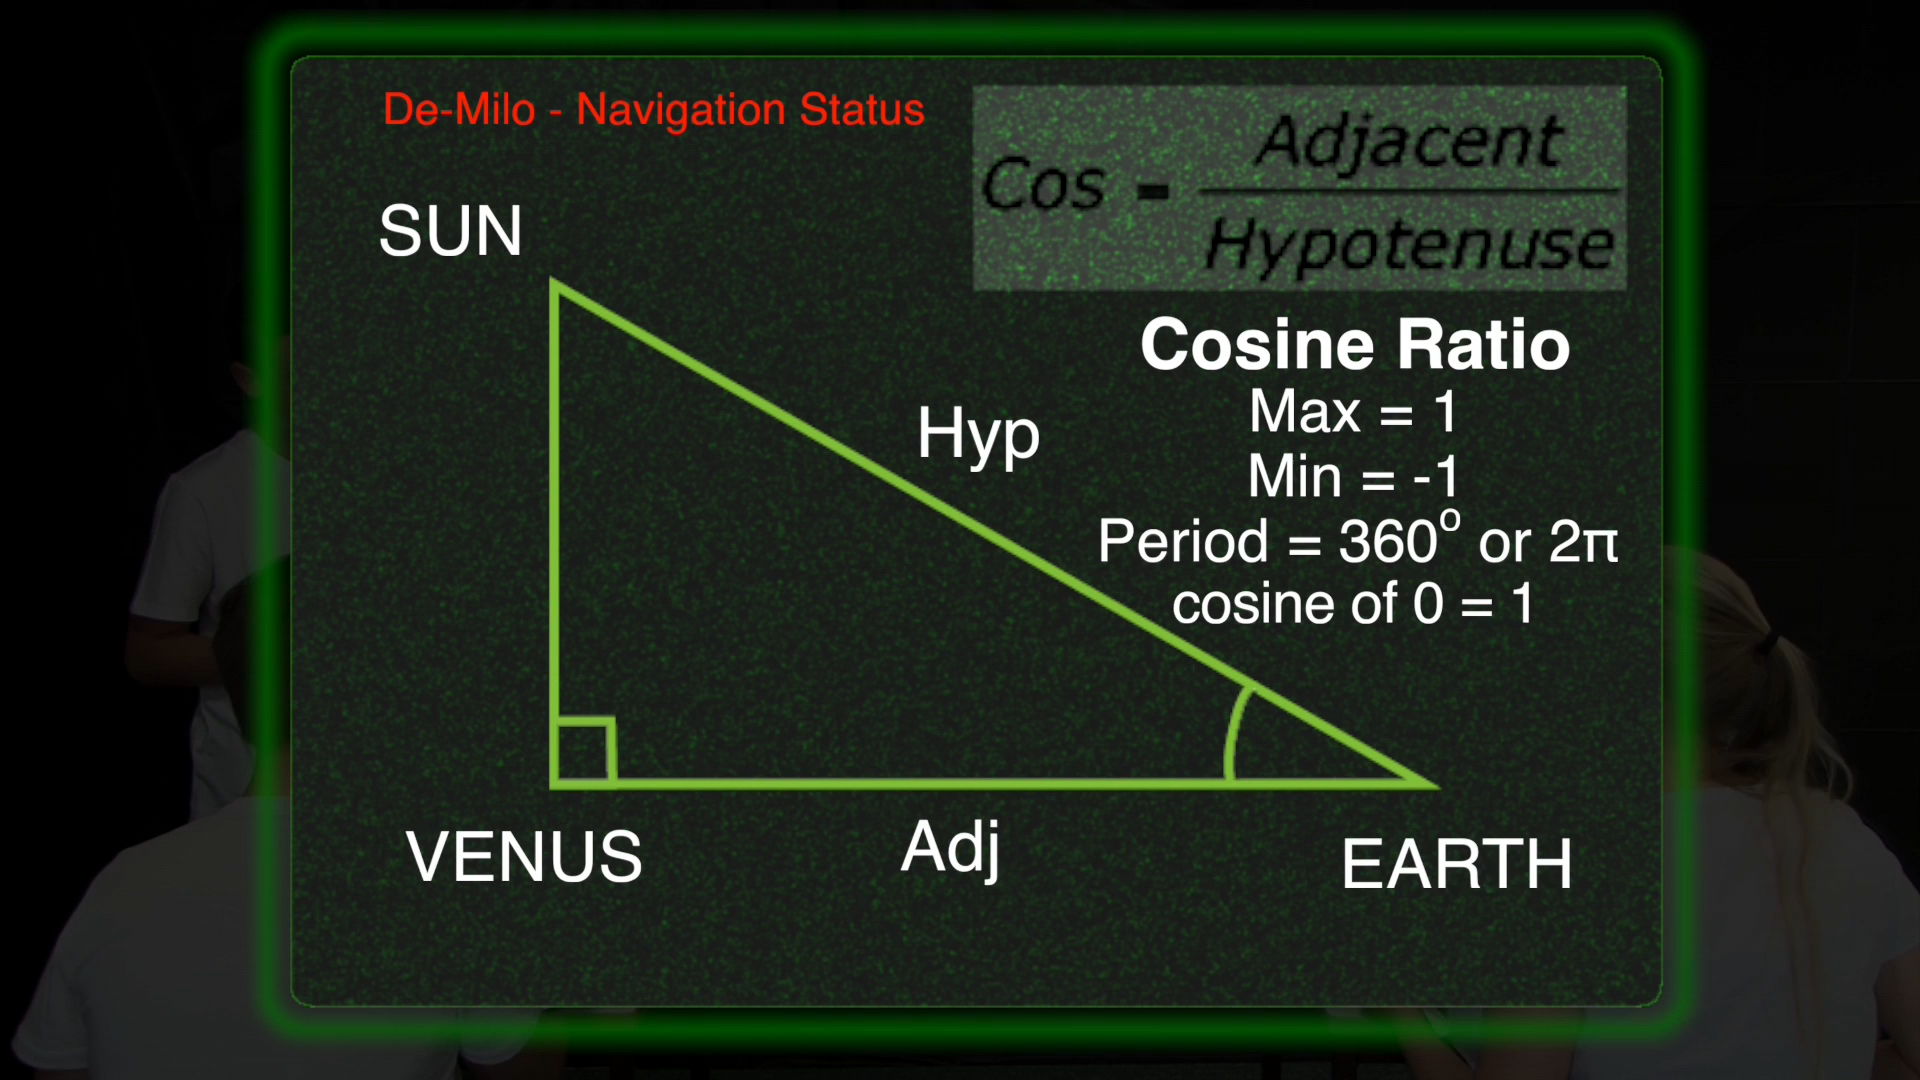 De-Milo - Navigation Status
Cos = Adjacent
Hypotenuse
SUN
Cosine Ratio
Max = 1
Min = -1
Period = 360º or 2π
cosine of 0 = 1
Hyp
VENUS
Adj
EARTH